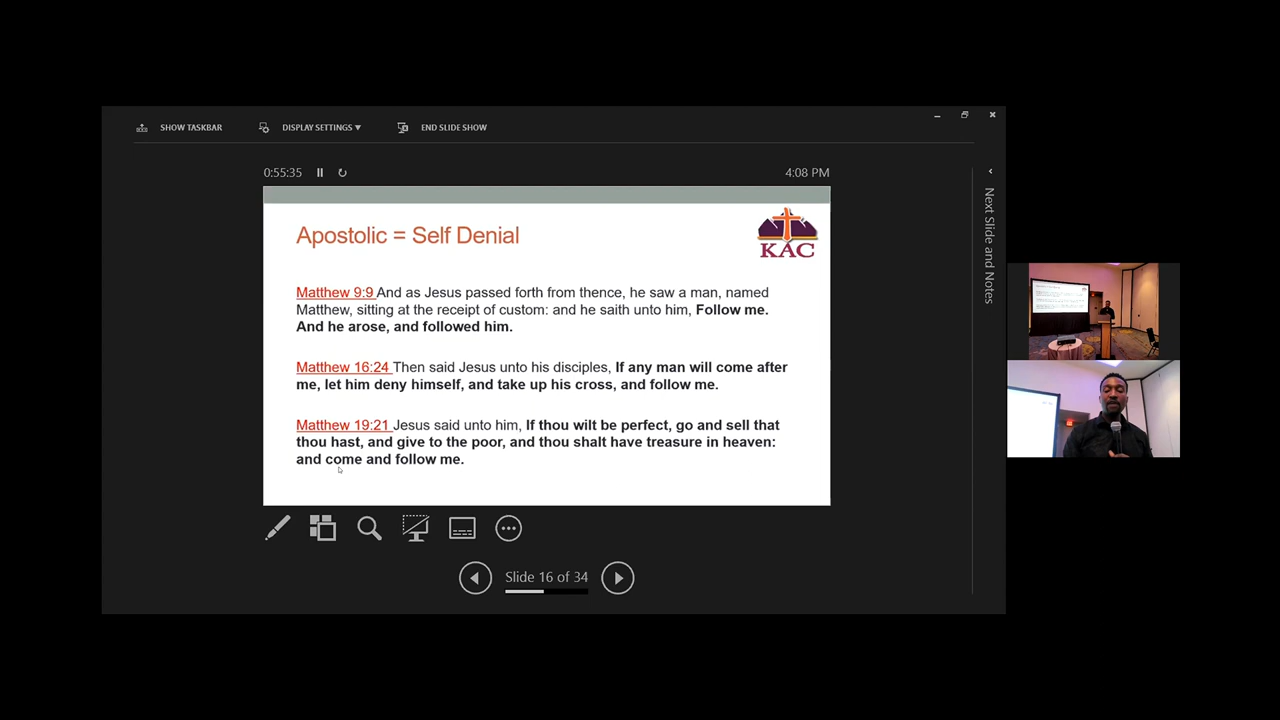 SHOW TASKBAR
DISPLAY SETTINGS ▼
END SLIDE SHOW
0:55:35
4:08 PM
Next Slide and Notes
Apostolic = Self Denial
KAC
Matthew 9:9 And as Jesus passed forth from thence, he saw a man, named
Matthew, sitting at the receipt of custom: and he saith unto him, Follow me.
And he arose, and followed him.
Matthew 16:24 Then said Jesus unto his disciples, If any man will come after
me, let him deny himself, and take up his cross, and follow me.
Matthew 19:21 Jesus said unto him, If thou wilt be perfect, go and sell that
thou hast, and give to the poor, and thou shalt have treasure in heaven:
and come and follow me.
Slide 16 of 34